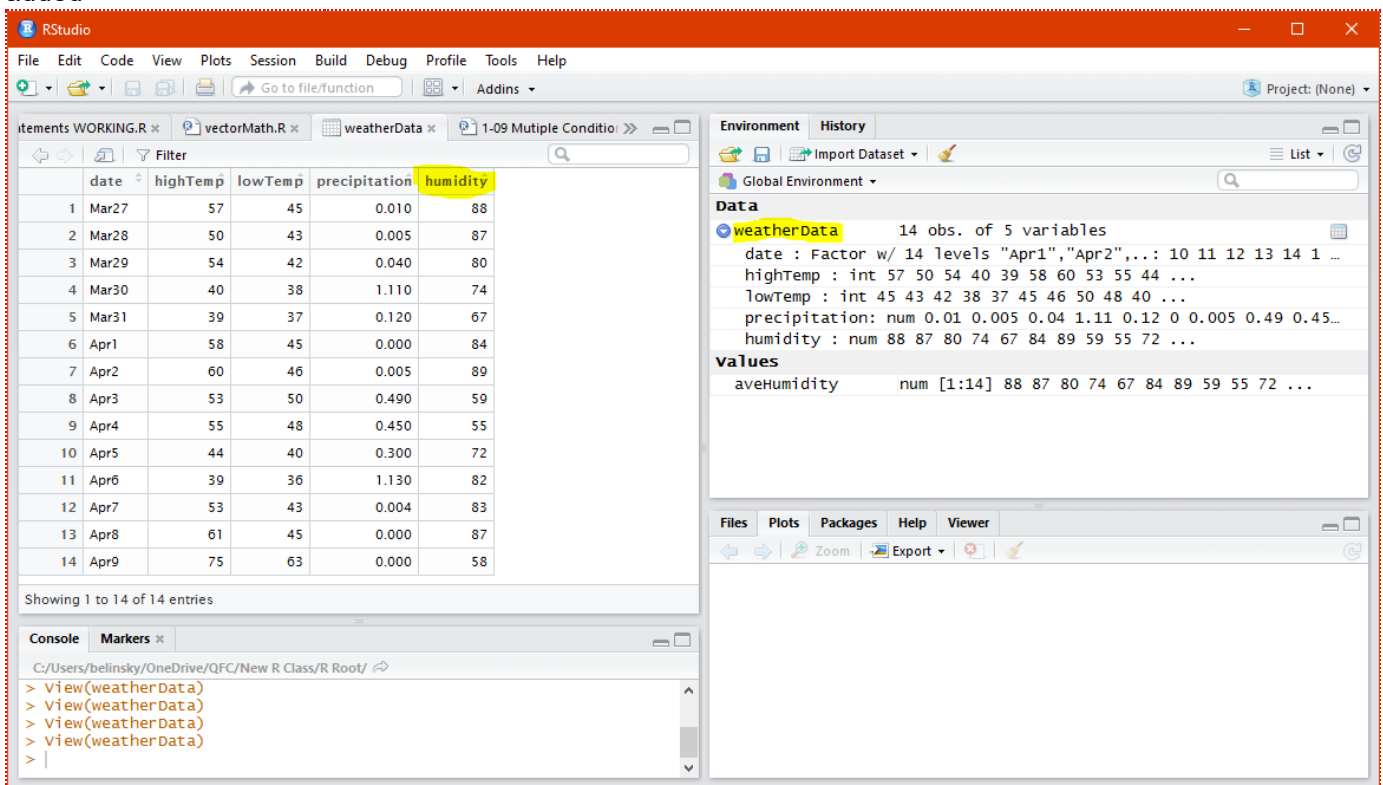 RStudio
File Edit Code View Plots Session Build Debug Profile Tools Help
Go to file/function Addins Project: (None)
atements WORKING.R vectorMath.R weatherData 1-09 Mutiple Conditio
Filter
date highTemp lowTemp precipitation humidity
1 Mar27 57 45 0.010 88
2 Mar28 50 43 0.005 87
3 Mar29 54 42 0.040 80
4 Mar30 40 38 1.110 74
5 Mar31 39 37 0.120 67
6 Apr1 58 45 0.000 84
7 Apr2 60 46 0.005 89
8 Apr3 53 50 0.490 59
9 Apr4 55 48 0.450 55
10 Apr5 44 40 0.300 72
11 Apr6 39 36 1.130 82
12 Apr7 53 43 0.004 83
13 Apr8 61 45 0.000 87
14 Apr9 75 63 0.000 58
Showing 1 to 14 of 14 entries
Console Markers
C:/Users/belinsky/OneDrive/QFC/New R Class/R Root/
> View(weatherData)
> View(weatherData)
> View(weatherData)
> View(weatherData)
>
Environment History
Import Dataset List
Global Environment
Data
weatherData 14 obs. of 5 variables
date : Factor w/ 14 levels "Apr1","Apr2",..: 10 11 12 13 14 1 …
highTemp : int 57 50 54 40 39 58 60 53 55 44 ...
lowTemp : int 45 43 42 38 37 45 46 50 48 40 ...
precipitation: num 0.01 0.005 0.04 1.11 0.12 0 0.005 0.49 0.45…
humidity : num 88 87 80 74 67 84 89 59 55 72 ...
Values
aveHumidity num [1:14] 88 87 80 74 67 84 89 59 55 72 ...
Files Plots Packages Help Viewer
Zoom Export